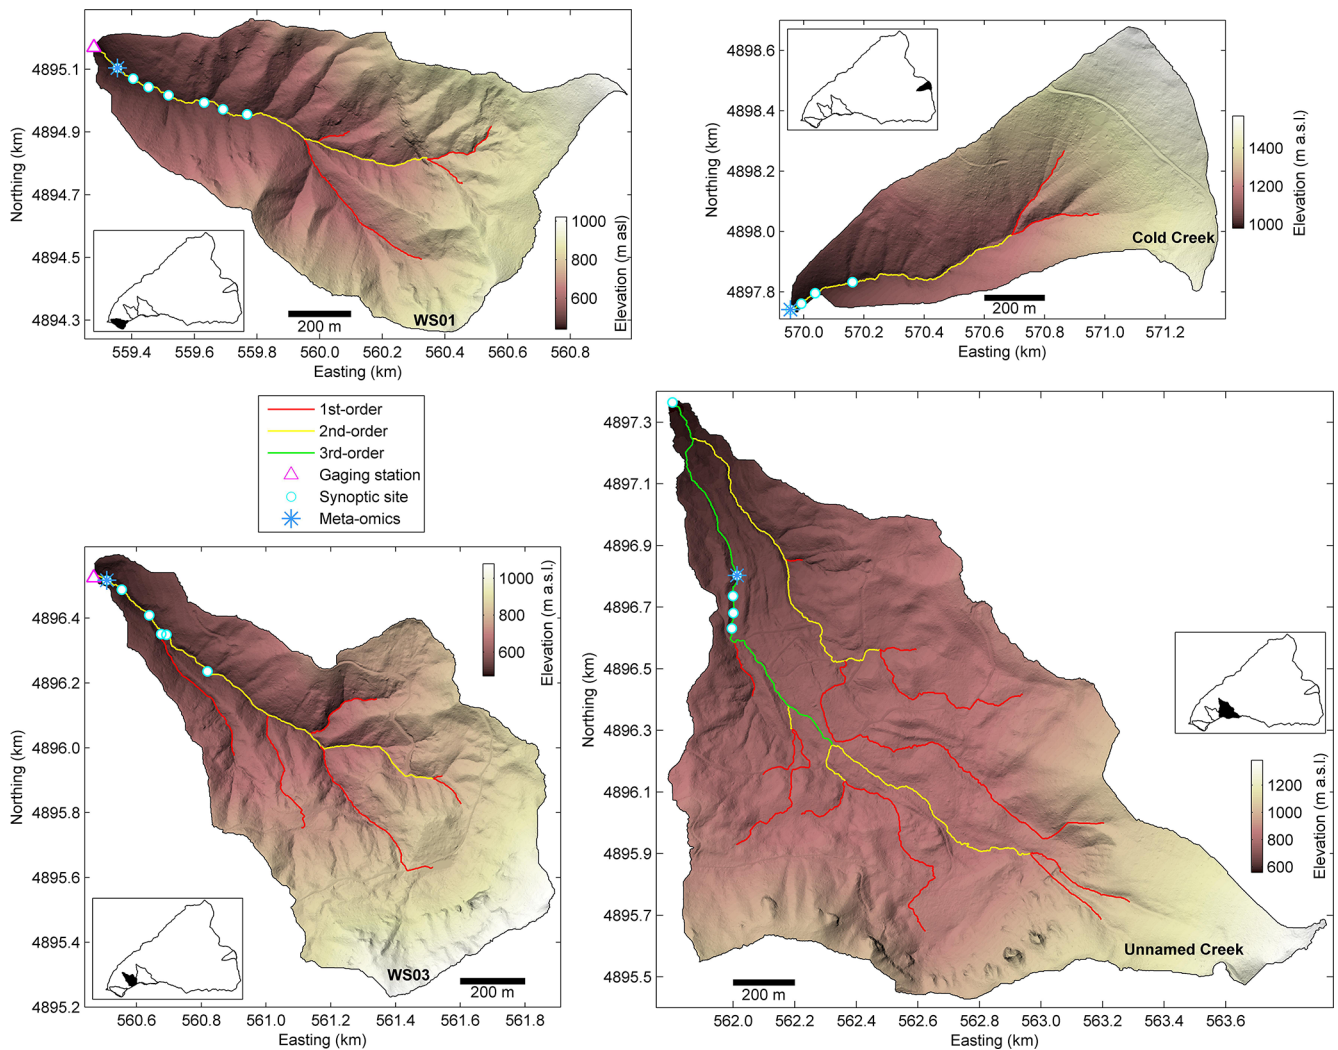 4895.1
4894.9
4894.7
4894.5
4894.3
Northing (km)
559.4
559.6
559.8
560.0
560.2
560.4
560.6
560.8
Easting (km)
WS01
200 m
1000
800
600
Elevation (m asl)
4898.6
4898.4
4898.2
4898.0
4897.8
Northing (km)
570.0
570.2
570.4
570.6
570.8
571.0
571.2
Easting (km)
Cold Creek
200 m
1400
1200
1000
Elevation (m a.s.l.)
1st-order
2nd-order
3rd-order
Gaging station
Synoptic site
Meta-omics
4896.4
4896.2
4896.0
4895.8
4895.6
4895.4
4895.2
Northing (km)
560.6
560.8
561.0
561.2
561.4
561.6
561.8
Easting (km)
WS03
200 m
1000
800
600
Elevation (m a.s.l.)
4897.3
4897.1
4896.9
4896.7
4896.5
4896.3
4896.1
4895.9
4895.7
4895.5
Northing (km)
562.0
562.2
562.4
562.6
562.8
563.0
563.2
563.4
563.6
Easting (km)
Unnamed Creek
200 m
1200
1000
800
600
Elevation (m a.s.l.)